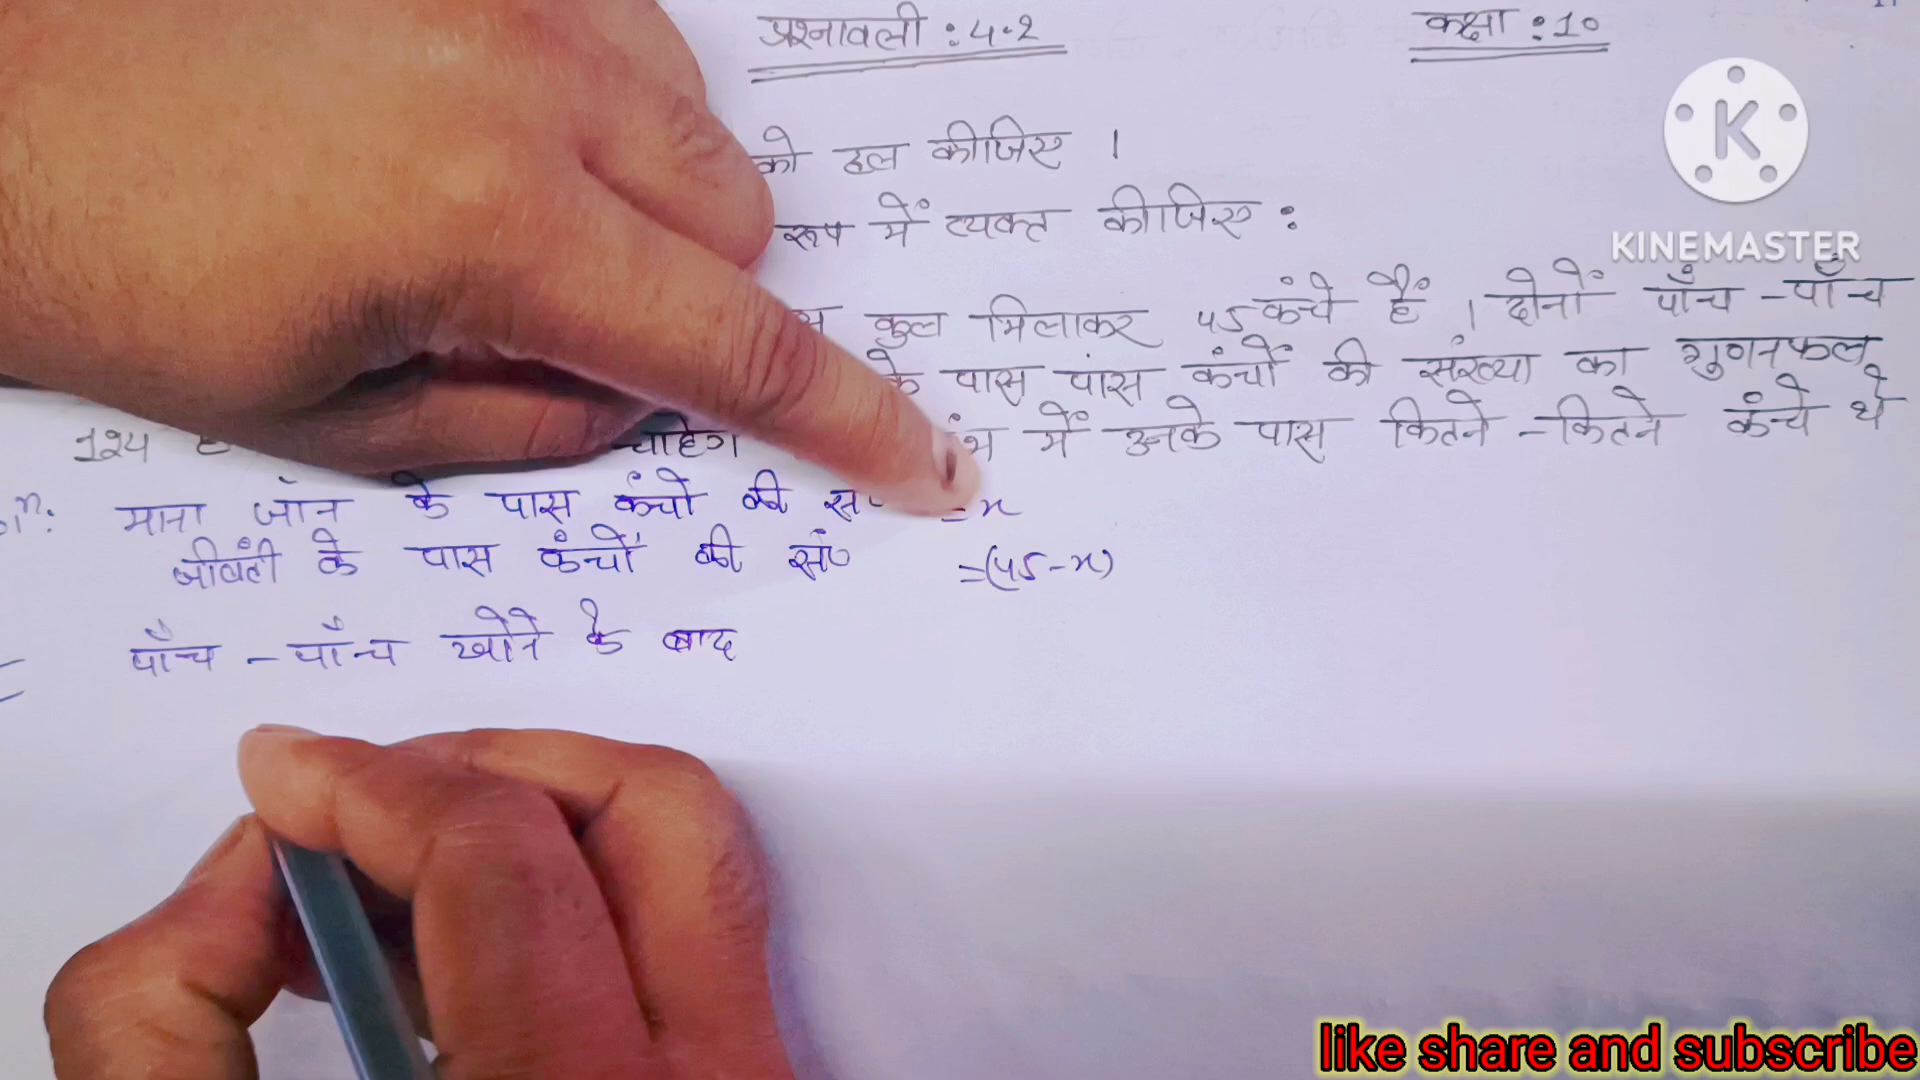 प्रश्नावली : 4.2
कक्षा : 10
को हल कीजिए ।
रूप में व्यक्त कीजिए :
KINEMASTER
कुल मिलाकर 45 कंचे हैं । दोनों पाँच - पाँच
के पास पास कंचों की संख्या का गुणनफल
124 चाहेंगे में उनके पास कितने - कितने कंचे थे
माना जॉन के पास कंचो की स० = x
जीवंती के पास कंचों की सं० = (45 - x)
पाँच - पाँच खोने के बाद
like share and subscribe